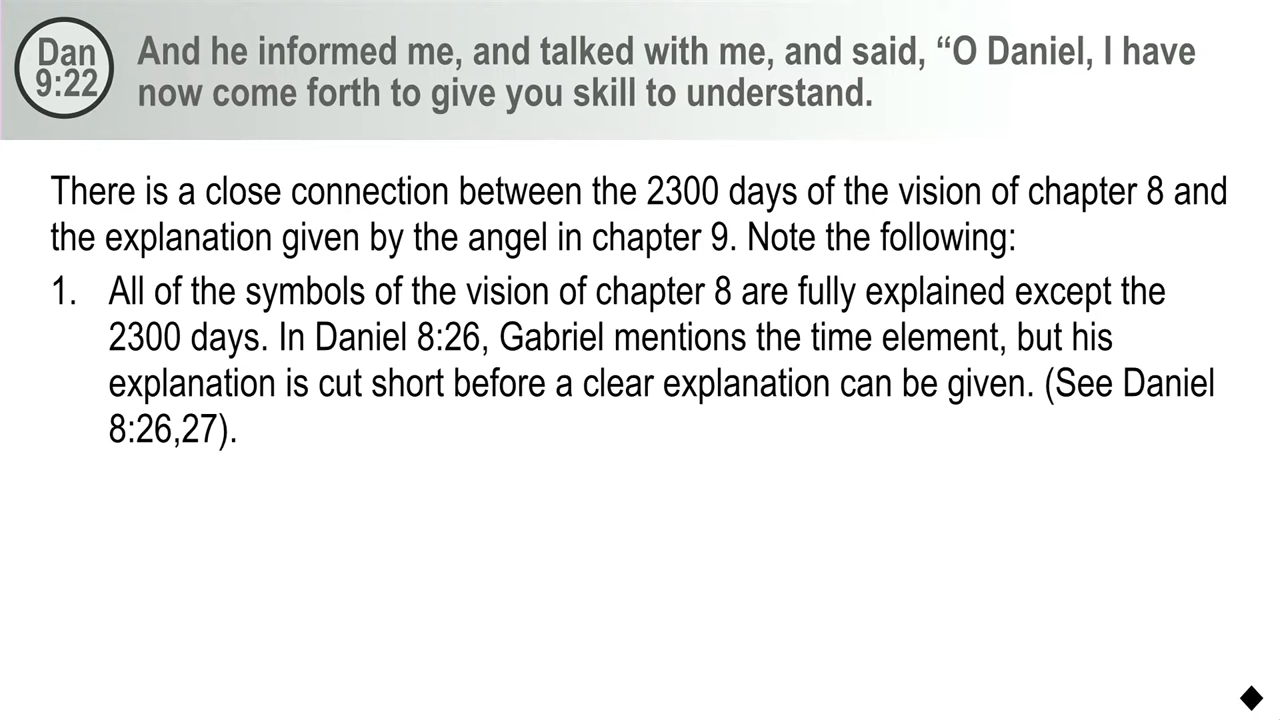 Dan
9:22
And he informed me, and talked with me, and said, “O Daniel, I have
now come forth to give you skill to understand.
There is a close connection between the 2300 days of the vision of chapter 8 and
the explanation given by the angel in chapter 9. Note the following:
1. All of the symbols of the vision of chapter 8 are fully explained except the
2300 days. In Daniel 8:26, Gabriel mentions the time element, but his
explanation is cut short before a clear explanation can be given. (See Daniel
8:26,27).